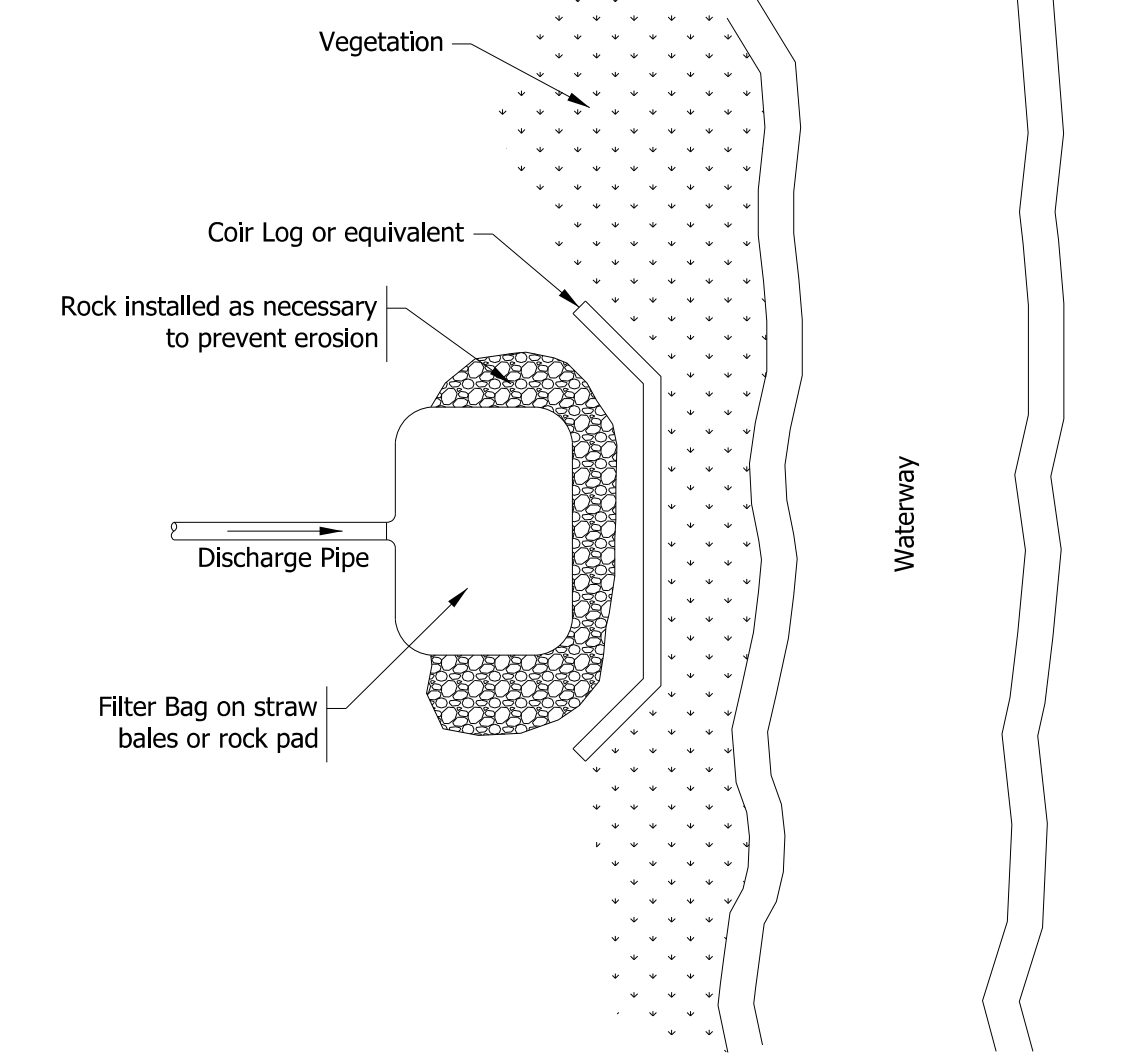 Vegetation
Coir Log or equivalent
Rock installed as necessary
to prevent erosion
Waterway
Discharge Pipe
Filter Bag on straw
bales or rock pad